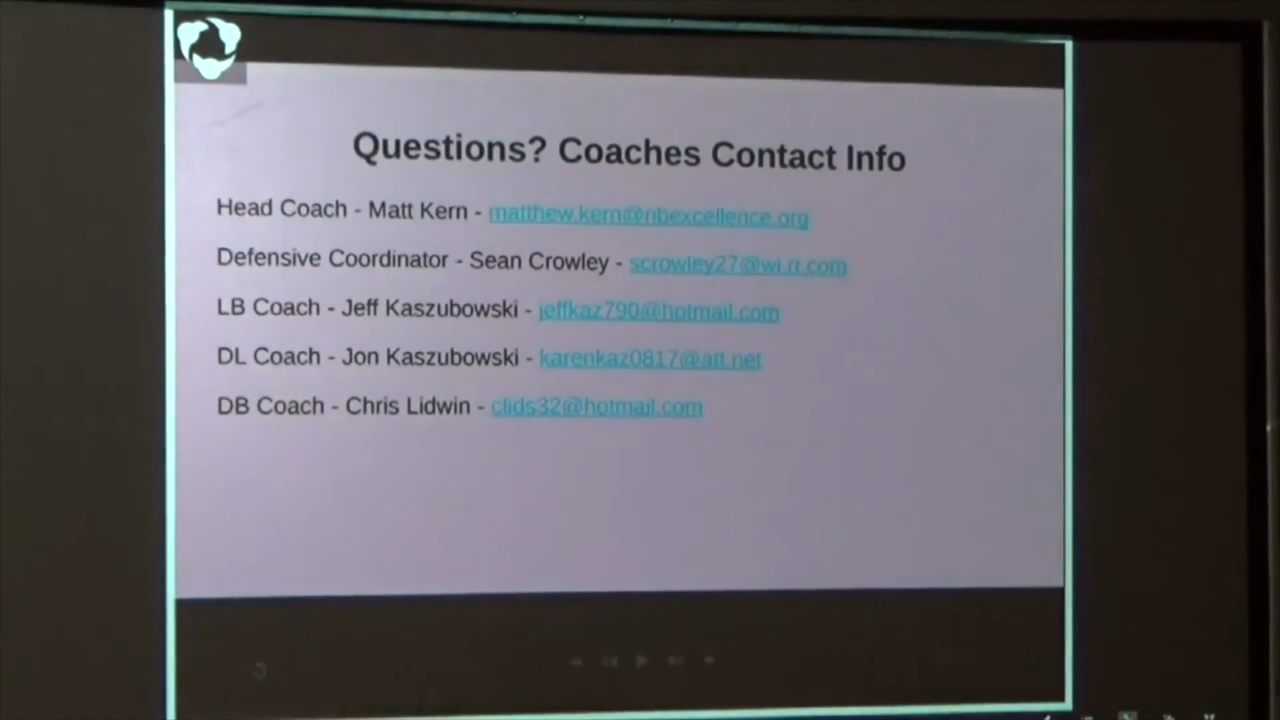 Questions? Coaches Contact Info
Head Coach - Matt Kern - matthew.kern@nbexcellence.org
Defensive Coordinator - Sean Crowley - scrowley27@wi.rr.com
LB Coach - Jeff Kaszubowski - jeffkaz790@hotmail.com
DL Coach - Jon Kaszubowski - karenkaz0817@att.net
DB Coach - Chris Lidwin - clids32@hotmail.com